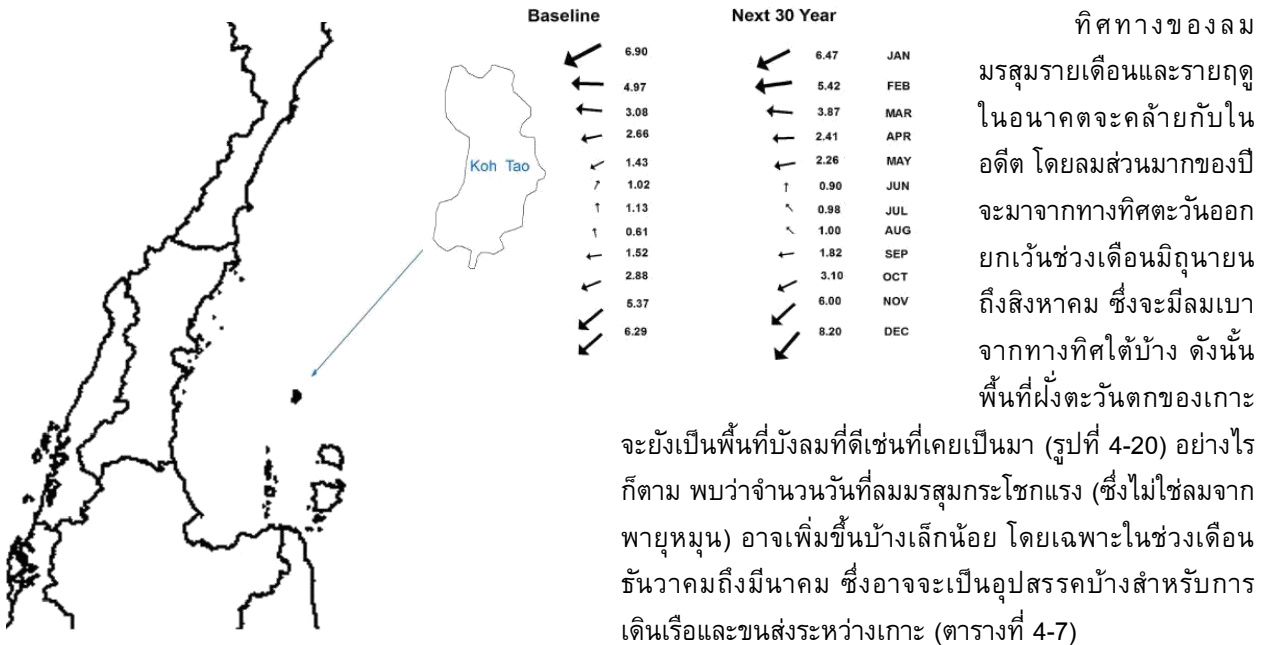 Baseline Next 30 Year
6.90 6.47 JAN
4.97 5.42 FEB
3.08 3.87 MAR
2.66 2.41 APR
1.43 2.26 MAY
1.02 0.90 JUN
1.13 0.98 JUL
0.61 1.00 AUG
1.52 1.82 SEP
2.88 3.10 OCT
5.37 6.00 NOV
6.29 8.20 DEC
Koh Tao
ทิศทางของลม
มรสุมรายเดือนและรายฤดู
ในอนาคตจะคล้ายกับใน
อดีต โดยลมส่วนมากของปี
จะมาจากทางทิศตะวันออก
ยกเว้นช่วงเดือนมิถุนายน
ถึงสิงหาคม ซึ่งจะมีลมเบา
จากทางทิศใต้บ้าง ดังนั้น
พื้นที่ฝั่งตะวันตกของเกาะ
จะยังเป็นพื้นที่บังลมที่ดีเช่นที่เคยเป็นมา (รูปที่ 4-20) อย่างไร
ก็ตาม พบว่าจำนวนวันที่ลมมรสุมกระโชกแรง (ซึ่งไม่ใช่ลมจาก
พายุหมุน) อาจเพิ่มขึ้นบ้างเล็กน้อย โดยเฉพาะในช่วงเดือน
ธันวาคมถึงมีนาคม ซึ่งอาจจะเป็นอุปสรรคบ้างสำหรับการ
เดินเรือและขนส่งระหว่างเกาะ (ตารางที่ 4-7)